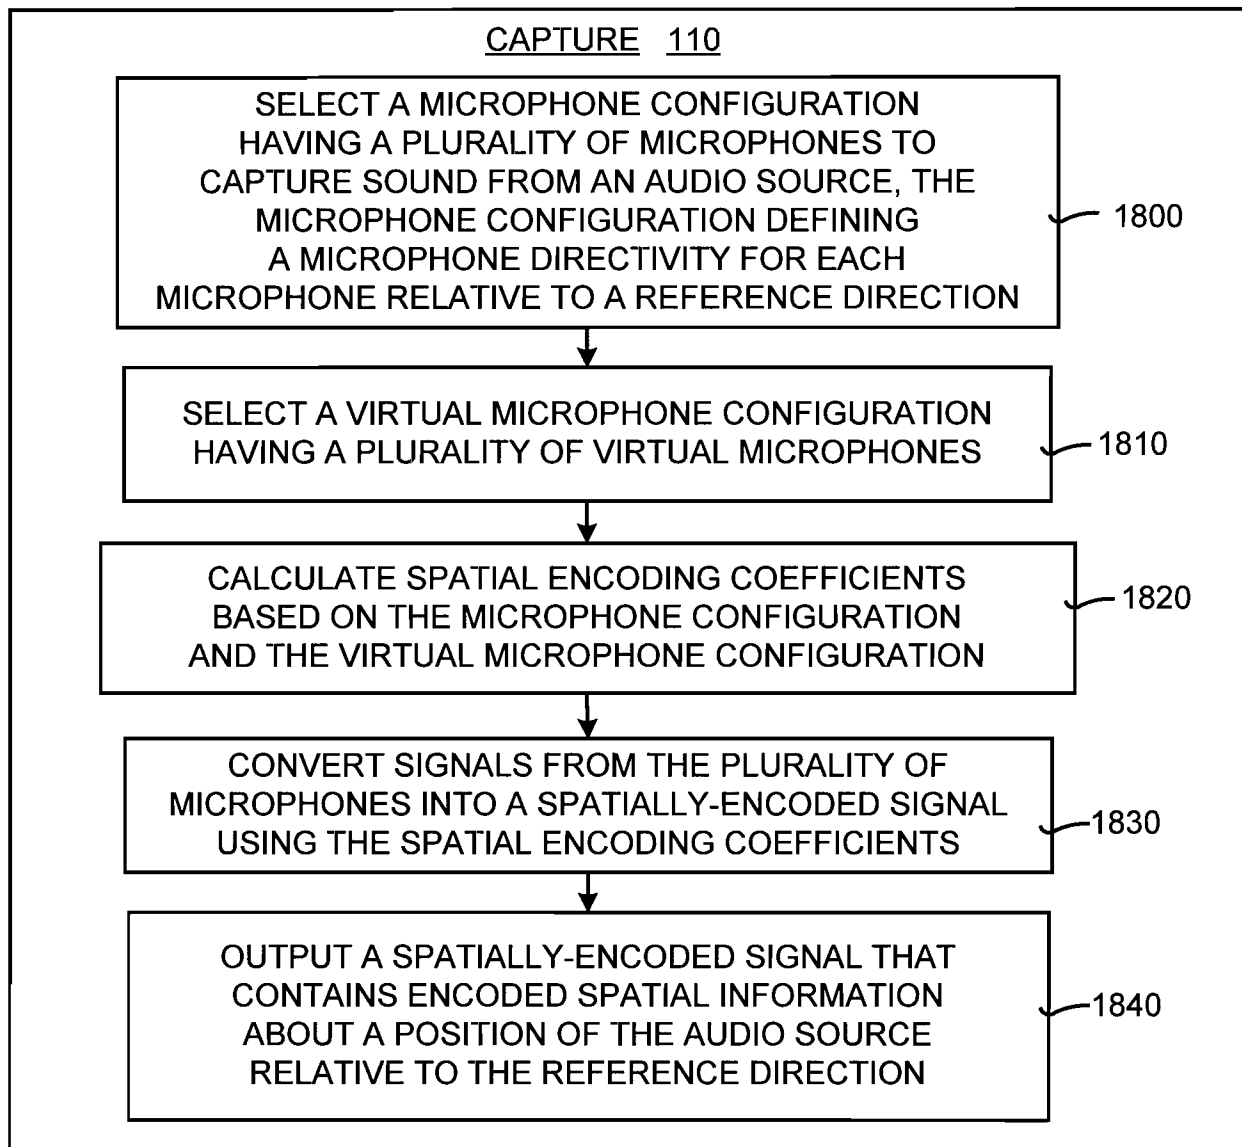 CAPTURE 110
SELECT A MICROPHONE CONFIGURATION
HAVING A PLURALITY OF MICROPHONES TO
CAPTURE SOUND FROM AN AUDIO SOURCE, THE
MICROPHONE CONFIGURATION DEFINING
A MICROPHONE DIRECTIVITY FOR EACH
MICROPHONE RELATIVE TO A REFERENCE DIRECTION
1800
SELECT A VIRTUAL MICROPHONE CONFIGURATION
HAVING A PLURALITY OF VIRTUAL MICROPHONES
1810
CALCULATE SPATIAL ENCODING COEFFICIENTS
BASED ON THE MICROPHONE CONFIGURATION
AND THE VIRTUAL MICROPHONE CONFIGURATION
1820
CONVERT SIGNALS FROM THE PLURALITY OF
MICROPHONES INTO A SPATIALLY-ENCODED SIGNAL
USING THE SPATIAL ENCODING COEFFICIENTS
1830
OUTPUT A SPATIALLY-ENCODED SIGNAL THAT
CONTAINS ENCODED SPATIAL INFORMATION
ABOUT A POSITION OF THE AUDIO SOURCE
RELATIVE TO THE REFERENCE DIRECTION
1840